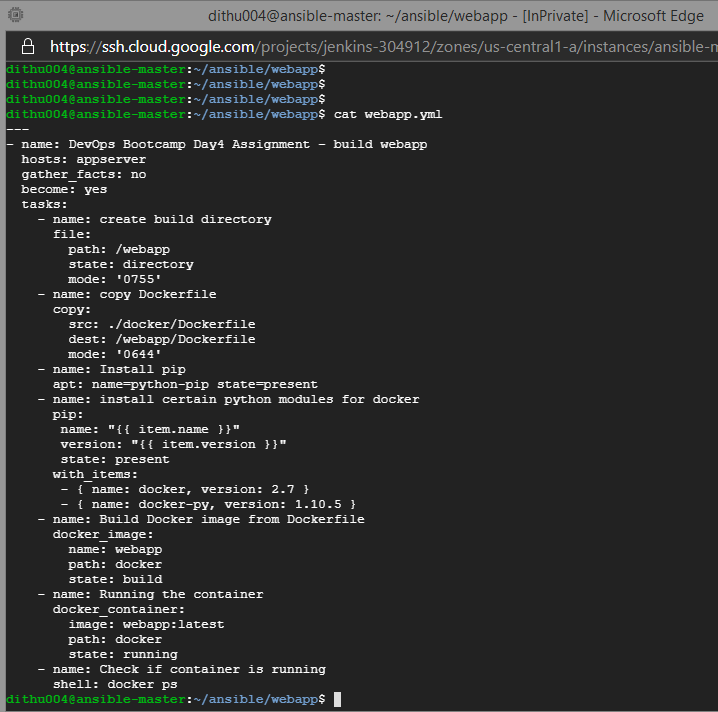 dithu004@ansible-master: ~/ansible/webapp - [InPrivate] - Microsoft Edge
https://ssh.cloud.google.com/projects/jenkins-304912/zones/us-central1-a/instances/ansible-m
dithu004@ansible-master:~/ansible/webapp$
dithu004@ansible-master:~/ansible/webapp$
dithu004@ansible-master:~/ansible/webapp$
dithu004@ansible-master:~/ansible/webapp$ cat webapp.yml
---
- name: DevOps Bootcamp Day4 Assignment - build webapp
  hosts: appserver
  gather_facts: no
  become: yes
  tasks:
    - name: create build directory
      file:
        path: /webapp
        state: directory
        mode: '0755'
    - name: copy Dockerfile
      copy:
        src: ./docker/Dockerfile
        dest: /webapp/Dockerfile
        mode: '0644'
    - name: Install pip
      apt: name=python-pip state=present
    - name: install certain python modules for docker
      pip:
       name: "{{ item.name }}"
       version: "{{ item.version }}"
       state: present
      with_items:
       - { name: docker, version: 2.7 }
       - { name: docker-py, version: 1.10.5 }
    - name: Build Docker image from Dockerfile
      docker_image:
        name: webapp
        path: docker
        state: build
    - name: Running the container
      docker_container:
        image: webapp:latest
        path: docker
        state: running
    - name: Check if container is running
      shell: docker ps
dithu004@ansible-master:~/ansible/webapp$